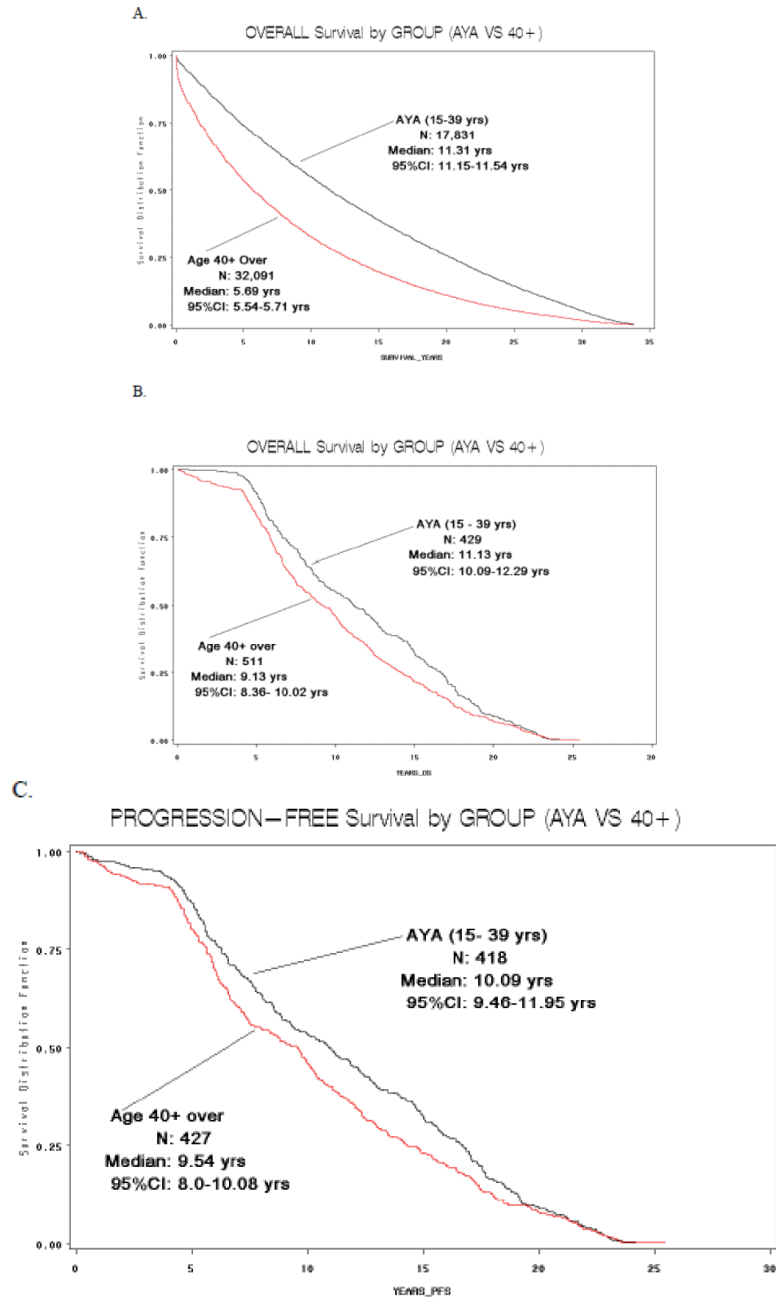 A.
OVERALL Survival by GROUP (AYA VS 40+)
Survival Distribution Function
1.00
0.75
0.50
0.25
0.00
AYA (15-39 yrs)
N: 17,831
Median: 11.31 yrs
95%CI: 11.15-11.54 yrs
Age 40+ Over
N: 32,091
Median: 5.69 yrs
95%CI: 5.54-5.71 yrs
0 5 10 15 20 25 30 35
SURVIVAL_YEARS
B.
OVERALL Survival by GROUP (AYA VS 40+)
Survival Distribution Function
1.00
0.75
0.50
0.25
0.00
AYA (15 - 39 yrs)
N: 429
Median: 11.13 yrs
95%CI: 10.09-12.29 yrs
Age 40+ over
N: 511
Median: 9.13 yrs
95%CI: 8.36- 10.02 yrs
0 5 10 15 20 25 30
YEARS_OS
C.
PROGRESSION—FREE Survival by GROUP (AYA VS 40+)
Survival Distribution Function
1.00
0.75
0.50
0.25
0.00
AYA (15- 39 yrs)
N: 418
Median: 10.09 yrs
95%CI: 9.46-11.95 yrs
Age 40+ over
N: 427
Median: 9.54 yrs
95%CI: 8.0-10.08 yrs
0 5 10 15 20 25 30
YEARS_PFS